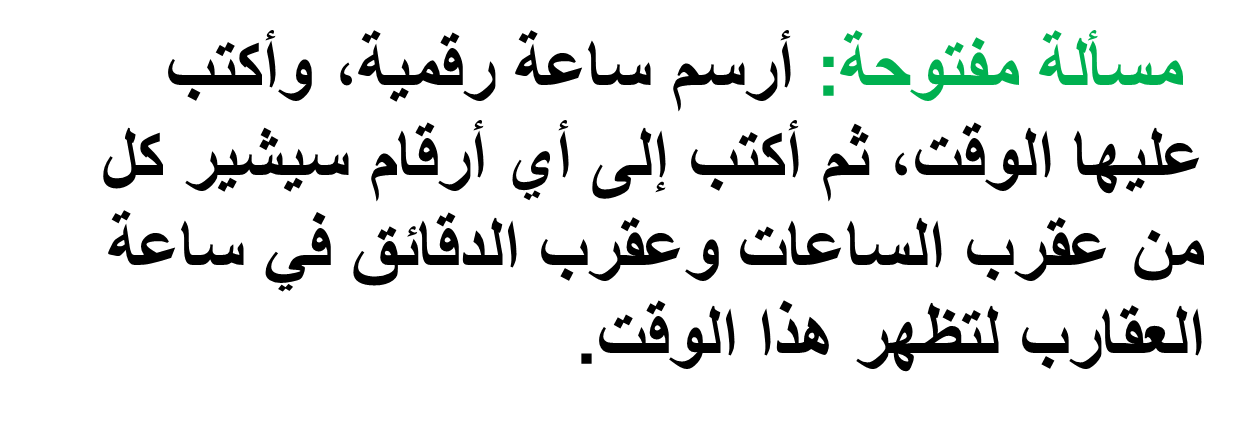 مسألة مفتوحة: أرسم ساعة رقمية، وأكتب
عليها الوقت، ثم أكتب إلى أي أرقام سيشير كل
من عقرب الساعات وعقرب الدقائق في ساعة
العقارب لتظهر هذا الوقت.